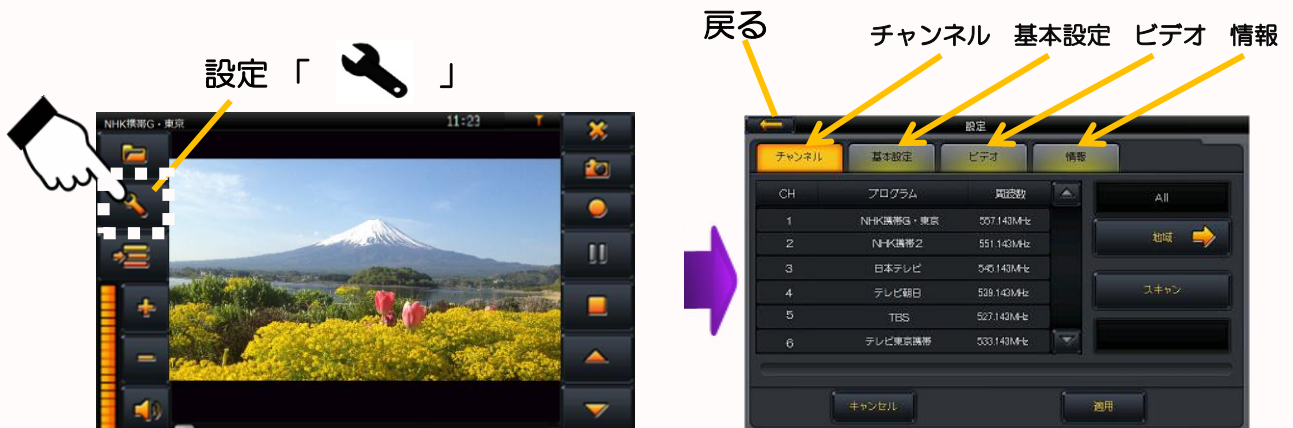 設定「 」
NHK携帯G・東京
11:23
戻る
チャンネル 基本設定 ビデオ 情報
設定
チャンネル 基本設定 ビデオ 情報
CH プログラム 周波数
1 NHK携帯G・東京 557.143MHz
2 NHK携帯2 551.143MHz
3 日本テレビ 545.143MHz
4 テレビ朝日 539.143MHz
5 TBS 527.143MHz
6 テレビ東京携帯 533.143MHz
All
地域
スキャン
キャンセル 適用